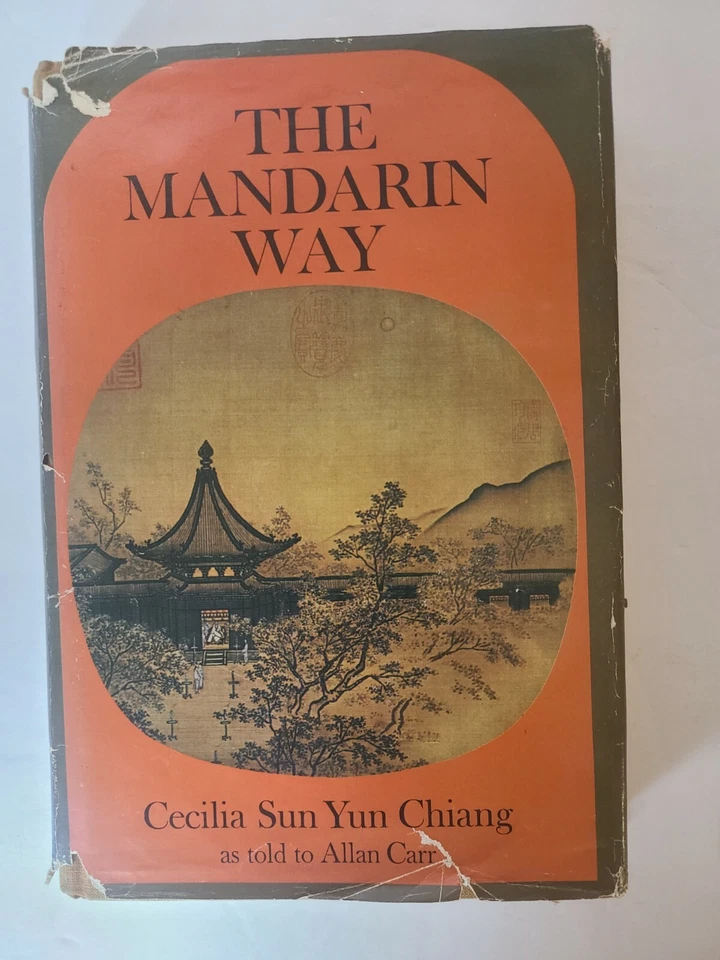 THE
MANDARIN
WAY
Cecilia Sun Yun Chiang
as told to Allan Carr